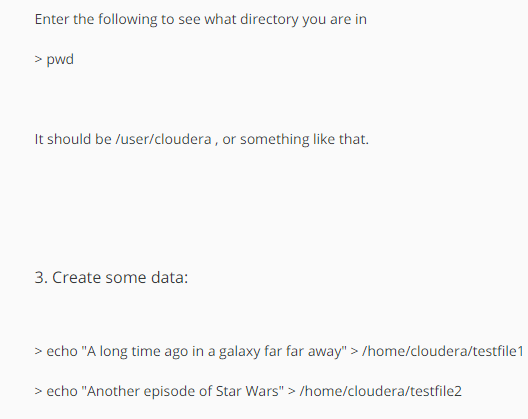 Enter the following to see what directory you are in
> pwd
It should be /user/cloudera , or something like that.
3. Create some data:
> echo "A long time ago in a galaxy far far away" > /home/cloudera/testfile1
> echo "Another episode of Star Wars" > /home/cloudera/testfile2